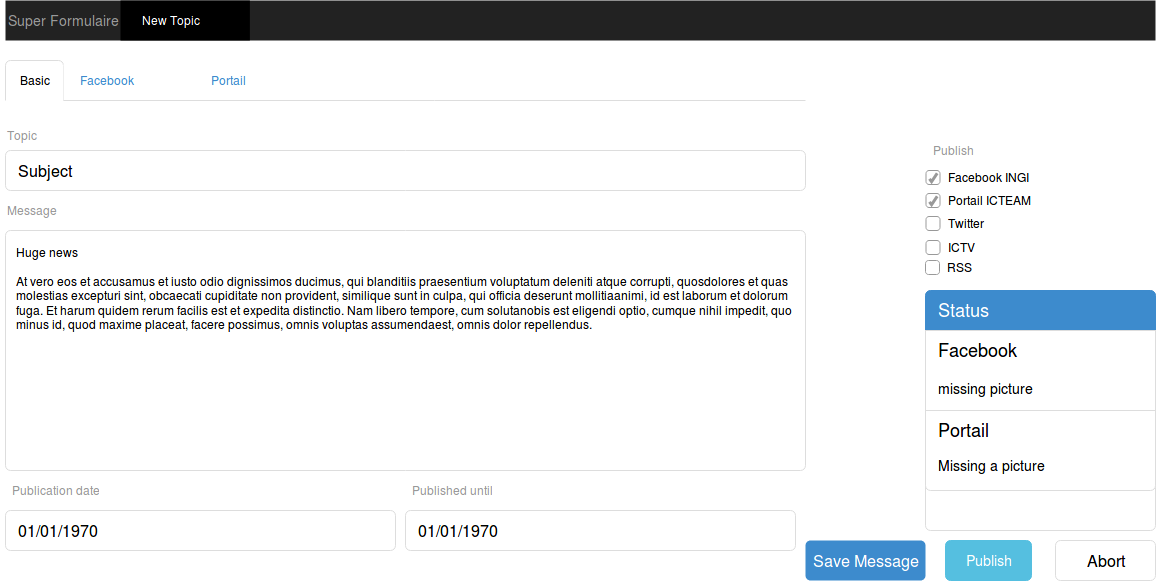 Super Formulaire New Topic
Basic Facebook Portail
Topic
Subject
Message
Huge news
At vero eos et accusamus et iusto odio dignissimos ducimus, qui blanditiis praesentium voluptatum deleniti atque corrupti, quosdolores et quas
molestias excepturi sint, obcaecati cupiditate non provident, similique sunt in culpa, qui officia deserunt mollitiaanimi, id est laborum et dolorum
fuga. Et harum quidem rerum facilis est et expedita distinctio. Nam libero tempore, cum solutanobis est eligendi optio, cumque nihil impedit, quo
minus id, quod maxime placeat, facere possimus, omnis voluptas assumendaest, omnis dolor repellendus.
Publication date Published until
01/01/1970 01/01/1970
Publish
Facebook INGI
Portail ICTEAM
Twitter
ICTV
RSS
Status
Facebook
missing picture
Portail
Missing a picture
Save Message Publish Abort